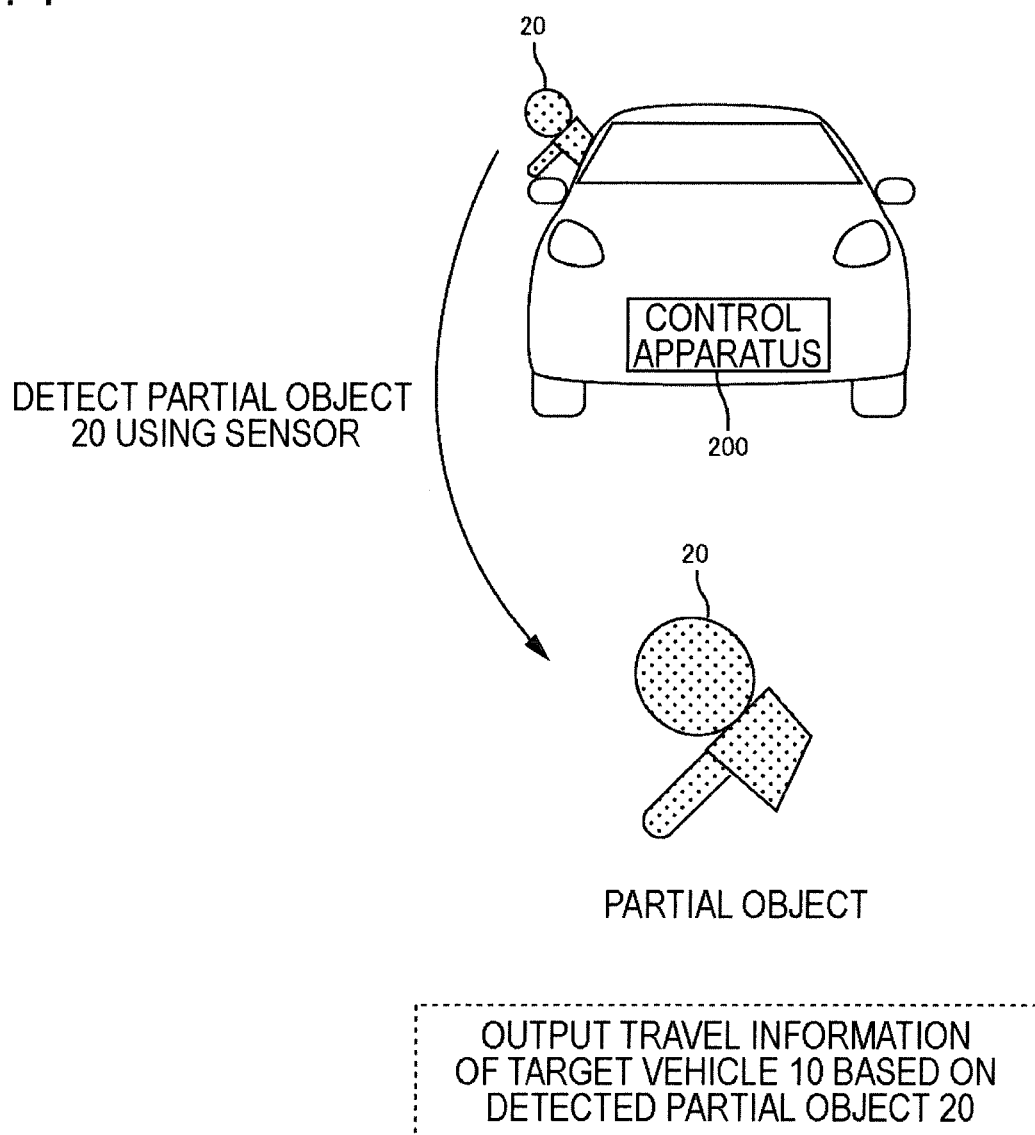 20
CONTROL
APPARATUS
200
DETECT PARTIAL OBJECT
20 USING SENSOR
20
PARTIAL OBJECT
OUTPUT TRAVEL INFORMATION
OF TARGET VEHICLE 10 BASED ON
DETECTED PARTIAL OBJECT 20